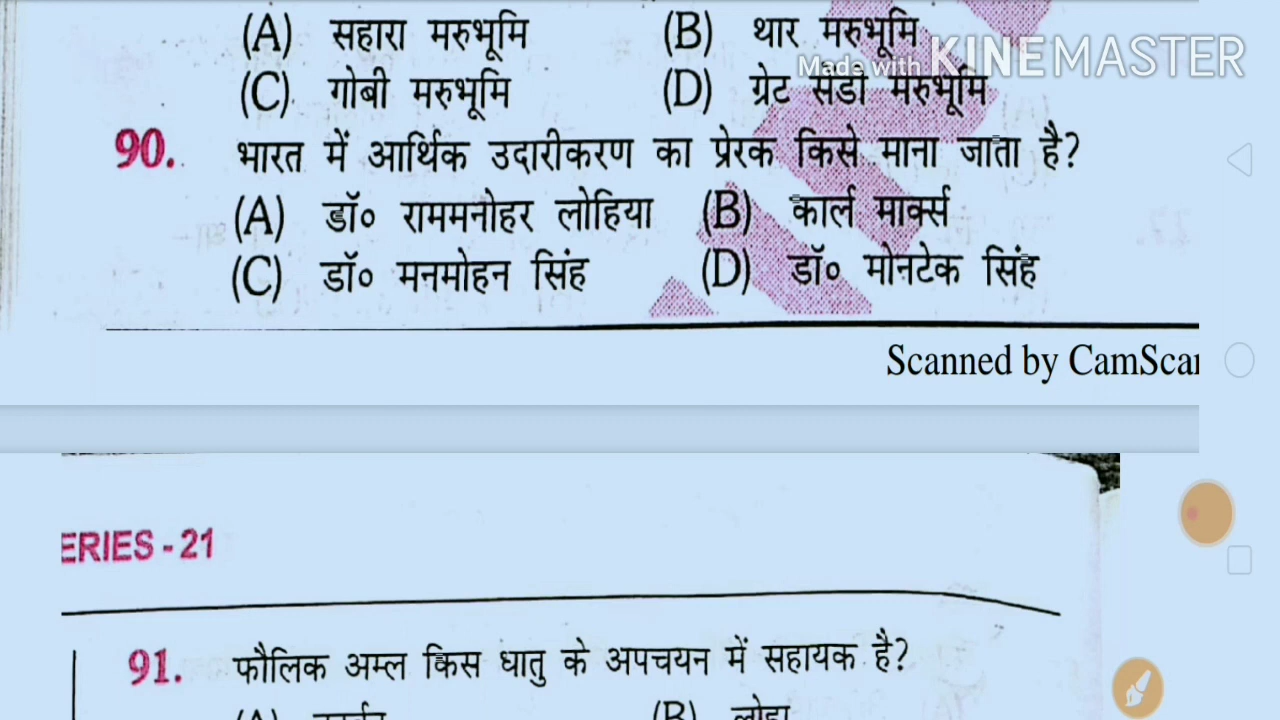 (A) सहारा मरुभूमि (B) थार मरुभूमि
Made with KINEMASTER
(C) गोबी मरुभूमि (D) ग्रेट सैंडी मरुभूमि
90. भारत में आर्थिक उदारीकरण का प्रेरक किसे माना जाता है?
(A) डॉ० राममनोहर लोहिया (B) कार्ल मार्क्स
(C) डॉ० मनमोहन सिंह (D) डॉ० मोनटेक सिंह
Scanned by CamScan
ERIES - 21
91. फौलिक अम्ल किस धातु के अपचयन में सहायक है?
(A) (B) लोहा